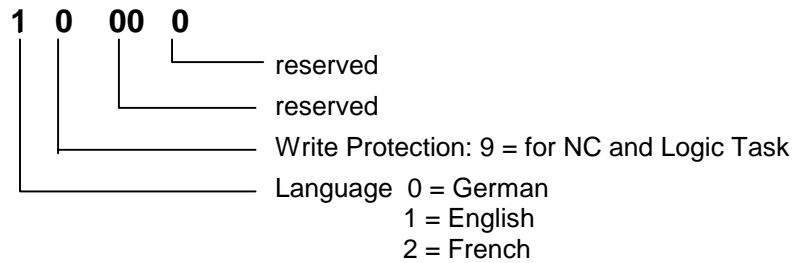 1 0 00 0
reserved
reserved
Write Protection: 9 = for NC and Logic Task
Language 0 = German
1 = English
2 = French